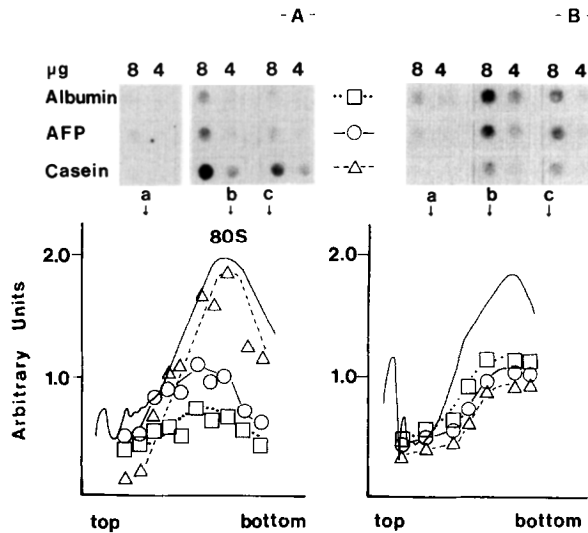 - A -
- B -
µg 8 4 8 4 8 4 8 4 8 4 8 4
Albumin
AFP
Casein
a b c a b c
80S
2.0 2.0
1.0 1.0
Arbitrary Units
top bottom top bottom